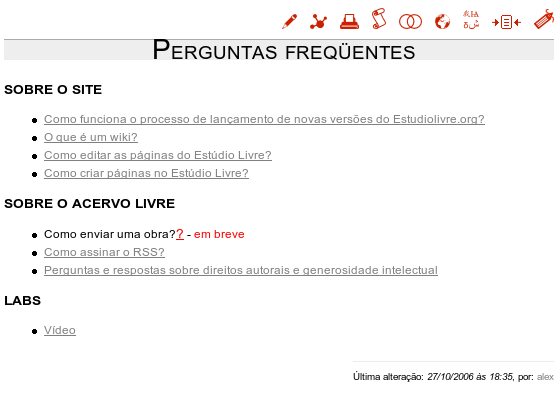 Perguntas freqüentes
SOBRE O SITE
Como funciona o processo de lançamento de novas versões do Estudiolivre.org?
O que é um wiki?
Como editar as páginas do Estúdio Livre?
Como criar páginas no Estúdio Livre?
SOBRE O ACERVO LIVRE
Como enviar uma obra?? - em breve
Como assinar o RSS?
Perguntas e respostas sobre direitos autorais e generosidade intelectual
LABS
Vídeo
Última alteração: 27/10/2006 às 18:35, por: alex